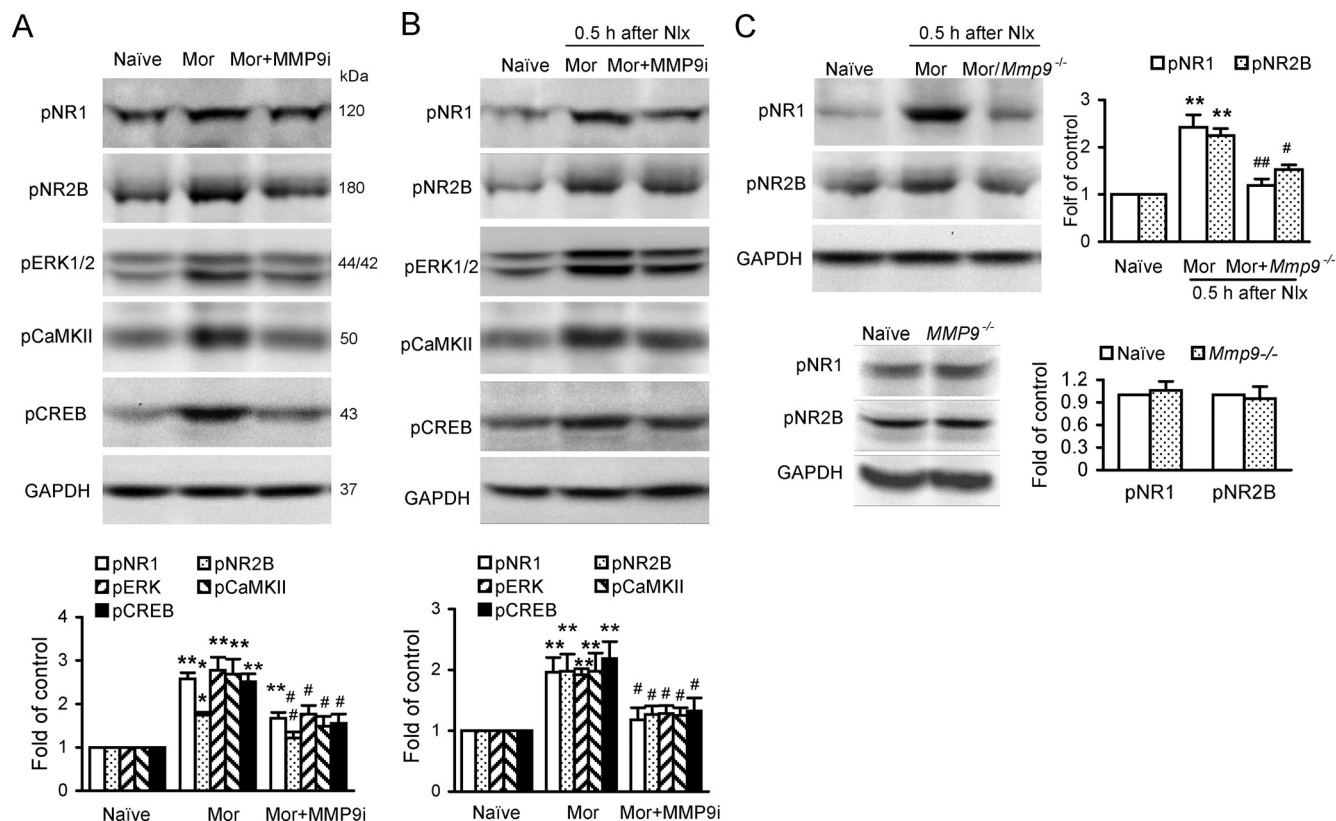 A
Naïve Mor Mor+MMP9i
kDa
pNR1 120
pNR2B 180
pERK1/2 44/42
pCaMKII 50
pCREB 43
GAPDH 37
pNR1 pNR2B
pERK pCaMKII
pCREB
Fold of control
4
3
2
1
0
** ** ** ** **
** ## # # #
Naïve Mor Mor+MMP9i
B
0.5 h after Nlx
Naïve Mor Mor+MMP9i
pNR1
pNR2B
pERK1/2
pCaMKII
pCREB
GAPDH
pNR1 pNR2B
pERK pCaMKII
pCREB
Fold of control
3
2
1
0
** ** ** ** **
# # # # #
Naïve Mor Mor+MMP9i
C
0.5 h after Nlx
Naïve Mor Mor/Mmp9-/-
pNR1
pNR2B
GAPDH
pNR1 pNR2B
Folf of control
3
2
1
0
** **
## #
Naïve Mor Mor+Mmp9-/-
0.5 h after Nlx
Naïve MMP9-/-
pNR1
pNR2B
GAPDH
Naïve Mmp9-/-
Fold of control
1.2
0.9
0.6
0.3
0
pNR1 pNR2B